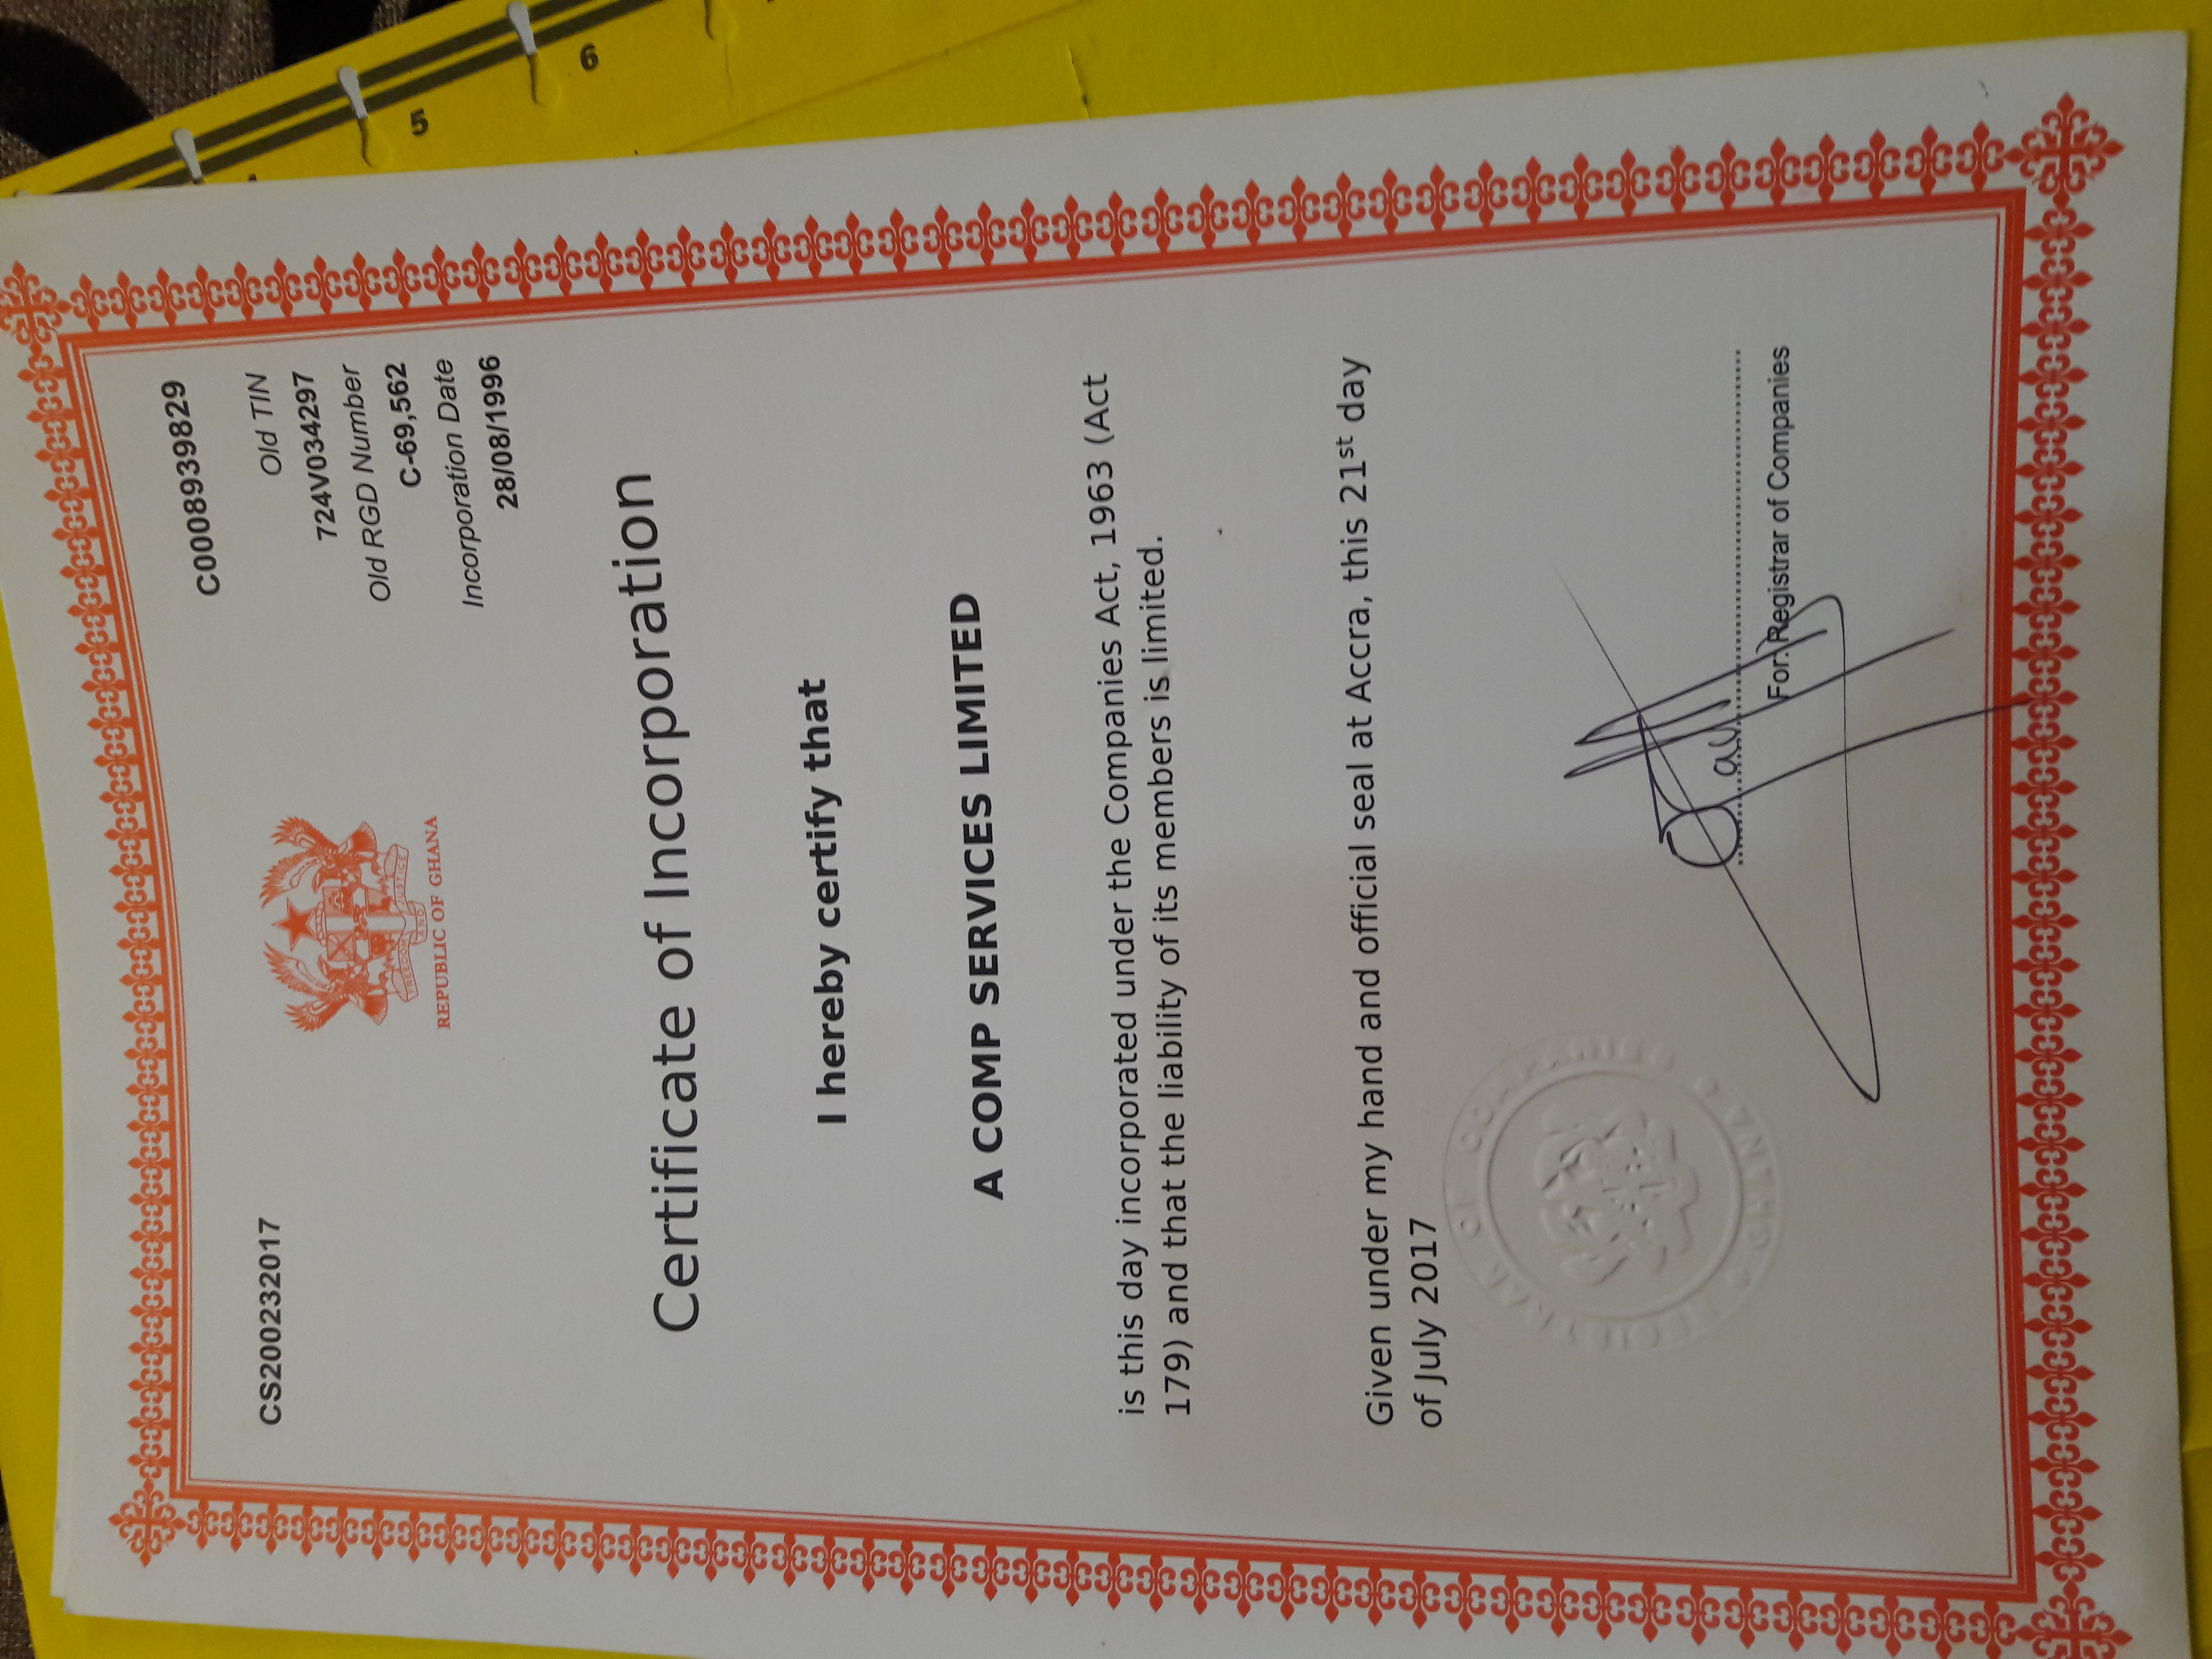 C0008939829
CS200232017
Old TIN
724V034297
Old RGD Number
C-69,562
Incorporation Date
28/08/1996
FREEDOM AND JUSTICE
REPUBLIC OF GHANA
Certificate of Incorporation
I hereby certify that
A COMP SERVICES LIMITED
is this day incorporated under the Companies Act, 1963 (Act
179) and that the liability of its members is limited.
Given under my hand and official seal at Accra, this 21st day
of July 2017
REGISTRAR OF COMPANIES
GHANA
For: Registrar of Companies
5
6